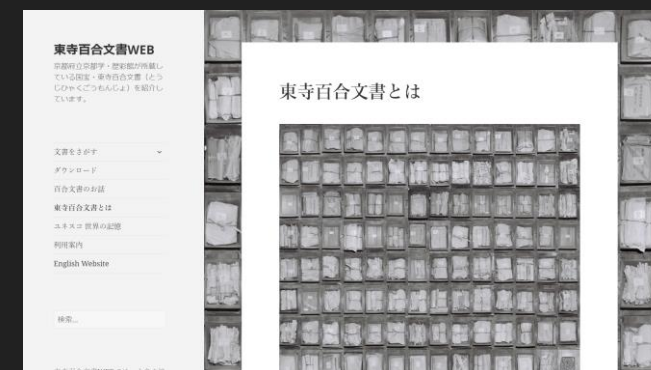 東寺百合文書WEB
京都府立京都学・歴彩館が所蔵し
ている国宝・東寺百合文書（とう
じひゃくごうもんじょ）を紹介し
ています。
文書をさがす
ダウンロード
百合文書のお話
東寺百合文書とは
ユネスコ 世界の記憶
利用案内
English Website
検索…
東寺百合文書とは